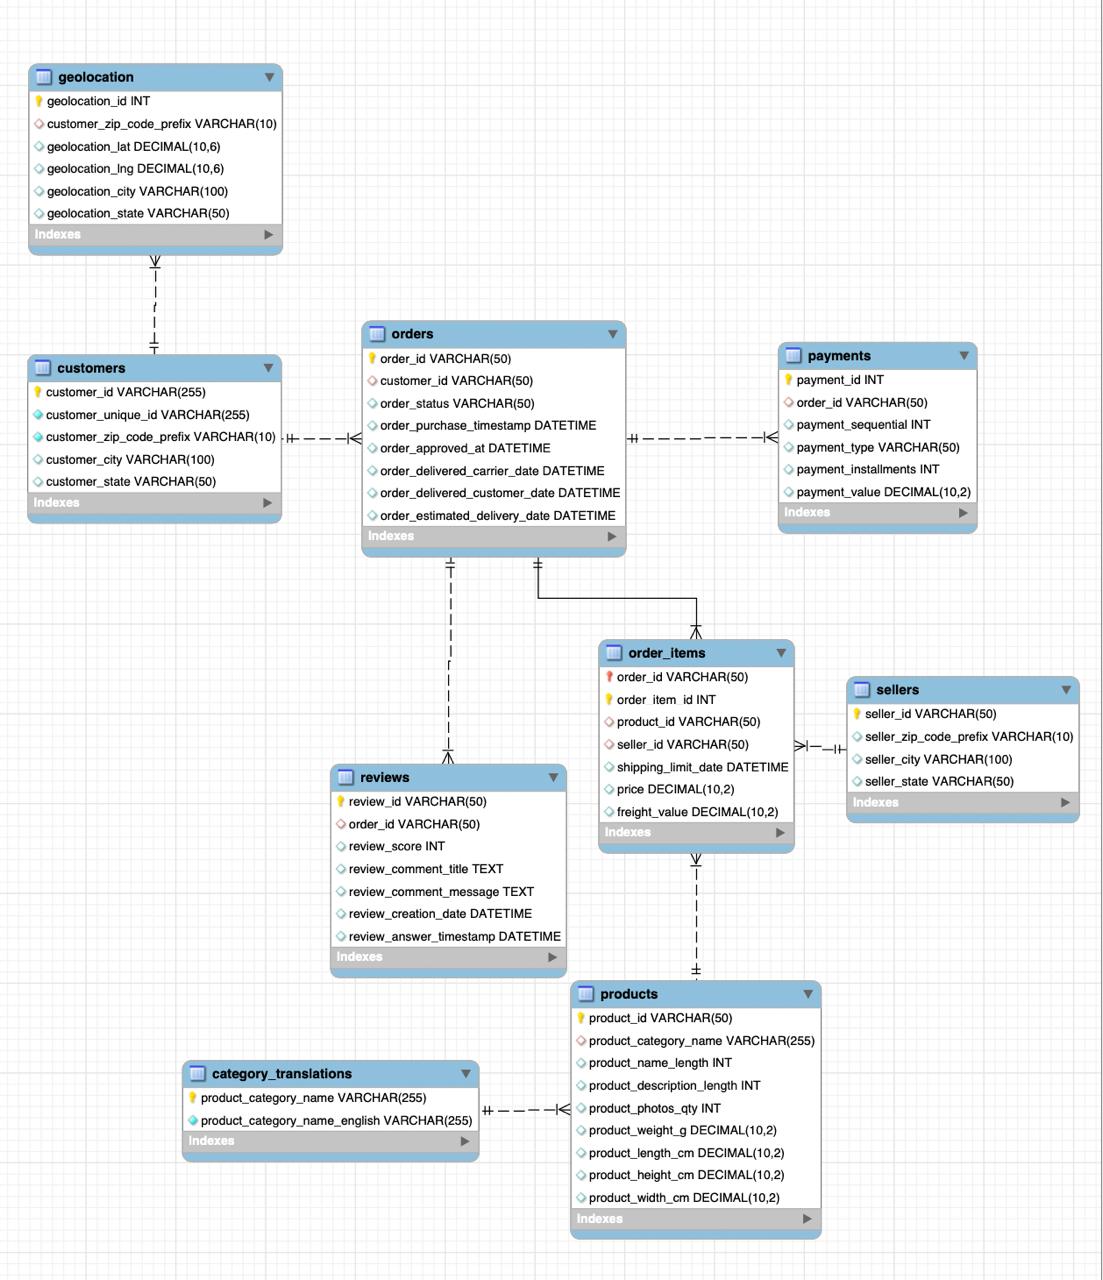 geolocation
geolocation_id INT
customer_zip_code_prefix VARCHAR(10)
geolocation_lat DECIMAL(10,6)
geolocation_lng DECIMAL(10,6)
geolocation_city VARCHAR(100)
geolocation_state VARCHAR(50)
Indexes
customers
customer_id VARCHAR(255)
customer_unique_id VARCHAR(255)
customer_zip_code_prefix VARCHAR(10)
customer_city VARCHAR(100)
customer_state VARCHAR(50)
Indexes
orders
order_id VARCHAR(50)
customer_id VARCHAR(50)
order_status VARCHAR(50)
order_purchase_timestamp DATETIME
order_approved_at DATETIME
order_delivered_carrier_date DATETIME
order_delivered_customer_date DATETIME
order_estimated_delivery_date DATETIME
Indexes
payments
payment_id INT
order_id VARCHAR(50)
payment_sequential INT
payment_type VARCHAR(50)
payment_installments INT
payment_value DECIMAL(10,2)
Indexes
order_items
order_id VARCHAR(50)
order_item_id INT
product_id VARCHAR(50)
seller_id VARCHAR(50)
shipping_limit_date DATETIME
price DECIMAL(10,2)
freight_value DECIMAL(10,2)
Indexes
sellers
seller_id VARCHAR(50)
seller_zip_code_prefix VARCHAR(10)
seller_city VARCHAR(100)
seller_state VARCHAR(50)
Indexes
reviews
review_id VARCHAR(50)
order_id VARCHAR(50)
review_score INT
review_comment_title TEXT
review_comment_message TEXT
review_creation_date DATETIME
review_answer_timestamp DATETIME
Indexes
products
product_id VARCHAR(50)
product_category_name VARCHAR(255)
product_name_length INT
product_description_length INT
product_photos_qty INT
product_weight_g DECIMAL(10,2)
product_length_cm DECIMAL(10,2)
product_height_cm DECIMAL(10,2)
product_width_cm DECIMAL(10,2)
Indexes
category_translations
product_category_name VARCHAR(255)
product_category_name_english VARCHAR(255)
Indexes